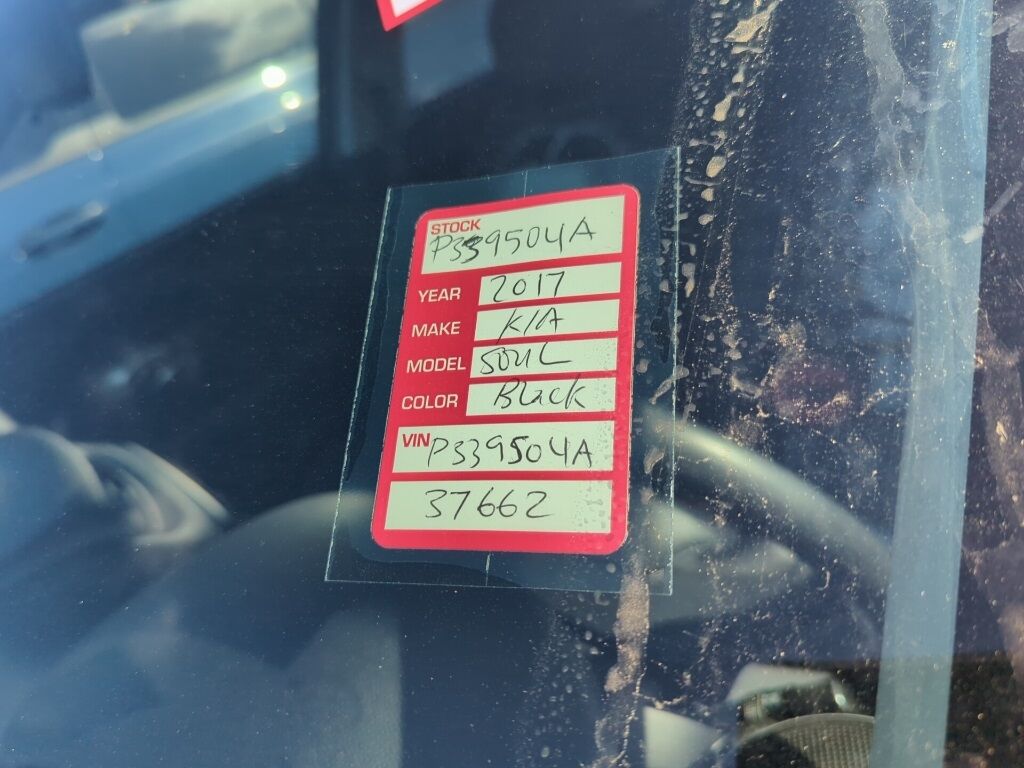 STOCK
P339504A
YEAR 2017
MAKE KIA
MODEL SOUL
COLOR Black
VIN P339504A
37662